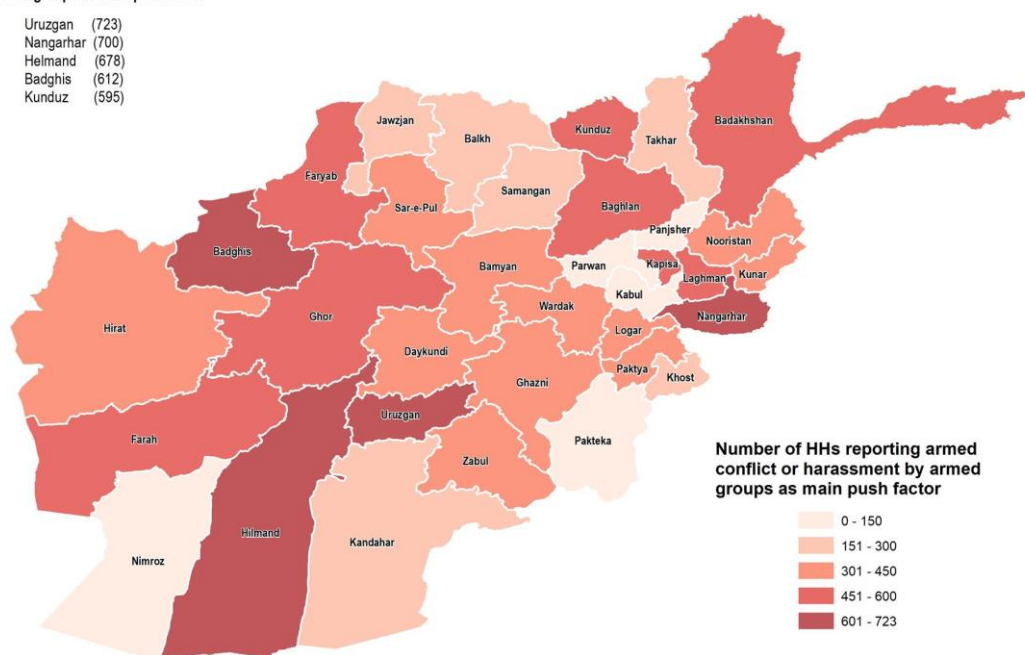 Uruzgan (723)
Nangarhar (700)
Helmand (678)
Badghis (612)
Kunduz (595)
Jawzjan
Balkh
Kunduz
Takhar
Badakhshan
Faryab
Samangan
Sar-e-Pul
Baghlan
Panjsher
Nooristan
Badghis
Bamyan
Parwan
Kapisa
Laghman
Kunar
Kabul
Wardak
Nangarhar
Hirat
Ghor
Logar
Daykundi
Ghazni
Paktya
Khost
Uruzgan
Farah
Pakteka
Zabul
Hilmand
Kandahar
Nimroz
Number of HHs reporting armed
conflict or harassment by armed
groups as main push factor
0 - 150
151 - 300
301 - 450
451 - 600
601 - 723